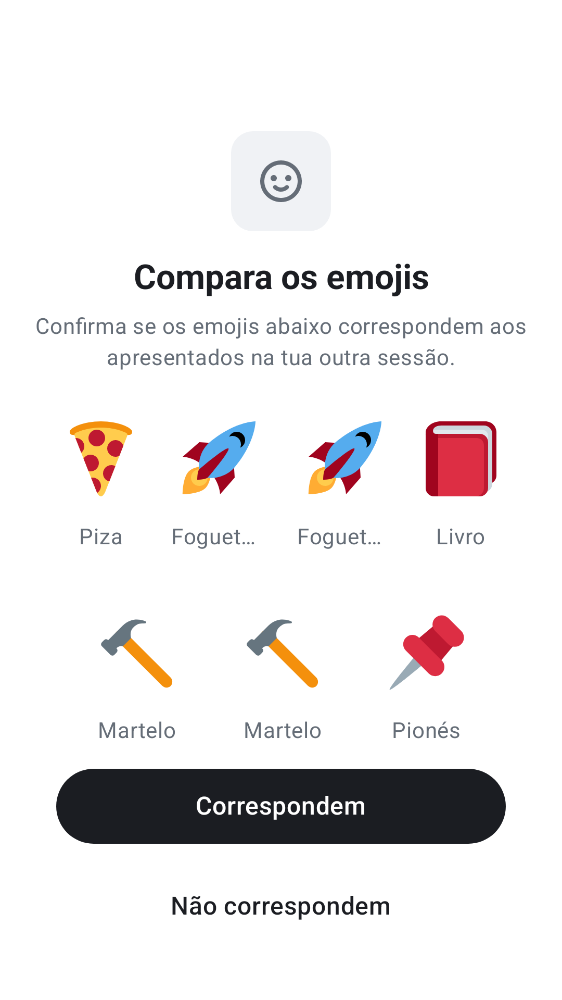 Compara os emojis
Confirma se os emojis abaixo correspondem aos
apresentados na tua outra sessão.
Piza Foguet... Foguet... Livro
Martelo Martelo Pionés
Correspondem
Não correspondem